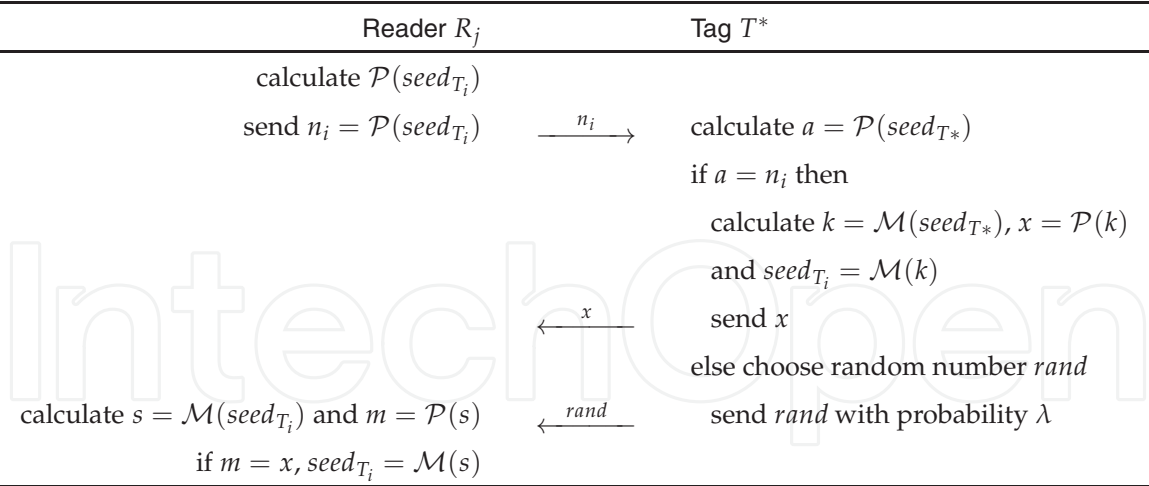 Reader R_j Tag T*
calculate P(seed_{T_i})
send n_i = P(seed_{T_i}) n_i calculate a = P(seed_{T*})
if a = n_i then
calculate k = M(seed_{T*}), x = P(k)
and seed_{T_i} = M(k)
x send x
else choose random number rand
calculate s = M(seed_{T_i}) and m = P(s) rand send rand with probability λ
if m = x, seed_{T_i} = M(s)
IntechOpen